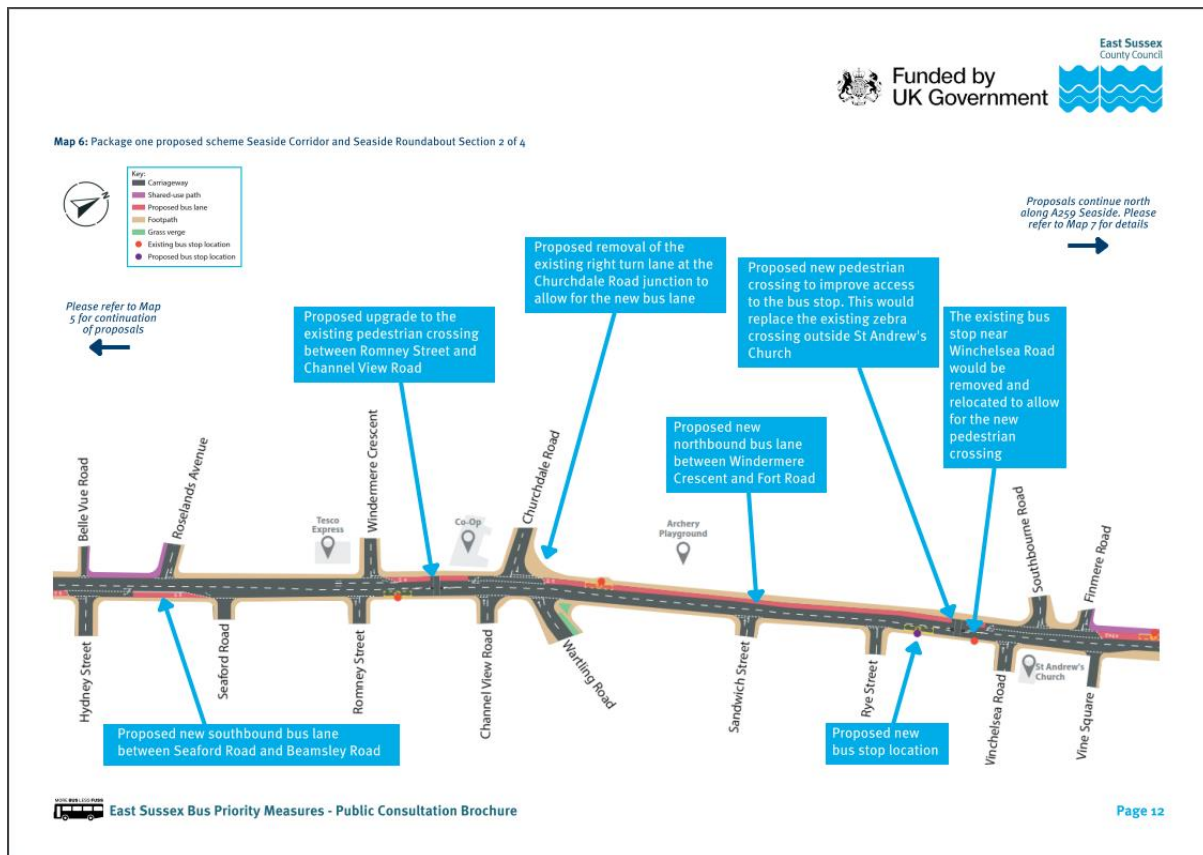 East Sussex
County Council
Funded by
UK Government
Map 6: Package one proposed scheme Seaside Corridor and Seaside Roundabout Section 2 of 4
N
Key:
Carriageway
Shared-use path
Proposed bus lane
Footpath
Grass verge
Existing bus stop location
Proposed bus stop location
Proposals continue north
along A259 Seaside. Please
refer to Map 7 for details
Please refer to Map
5 for continuation
of proposals
Proposed upgrade to the
existing pedestrian crossing
between Romney Street and
Channel View Road
Proposed removal of the
existing right turn lane at the
Churchdale Road junction to
allow for the new bus lane
Proposed new pedestrian
crossing to improve access
to the bus stop. This would
replace the existing zebra
crossing outside St Andrew's
Church
The existing bus
stop near
Winchelsea Road
would be
removed and
relocated to allow
for the new
pedestrian
crossing
Proposed new
northbound bus lane
between Windermere
Crescent and Fort Road
Belle Vue Road
Roselands Avenue
Tesco
Express
Windermere Crescent
Co-Op
Churchdale Road
Archery
Playground
Southbourne Road
Finmere Road
Hydney Street
Seaford Road
Romney Street
Channel View Road
Wartling Road
Sandwich Street
Rye Street
Winchelsea Road
St Andrew's
Church
Vine Square
Proposed new southbound bus lane
between Seaford Road and Beamsley Road
Proposed new
bus stop location
MORE BUS LESS FUSS
East Sussex Bus Priority Measures - Public Consultation Brochure
Page 12